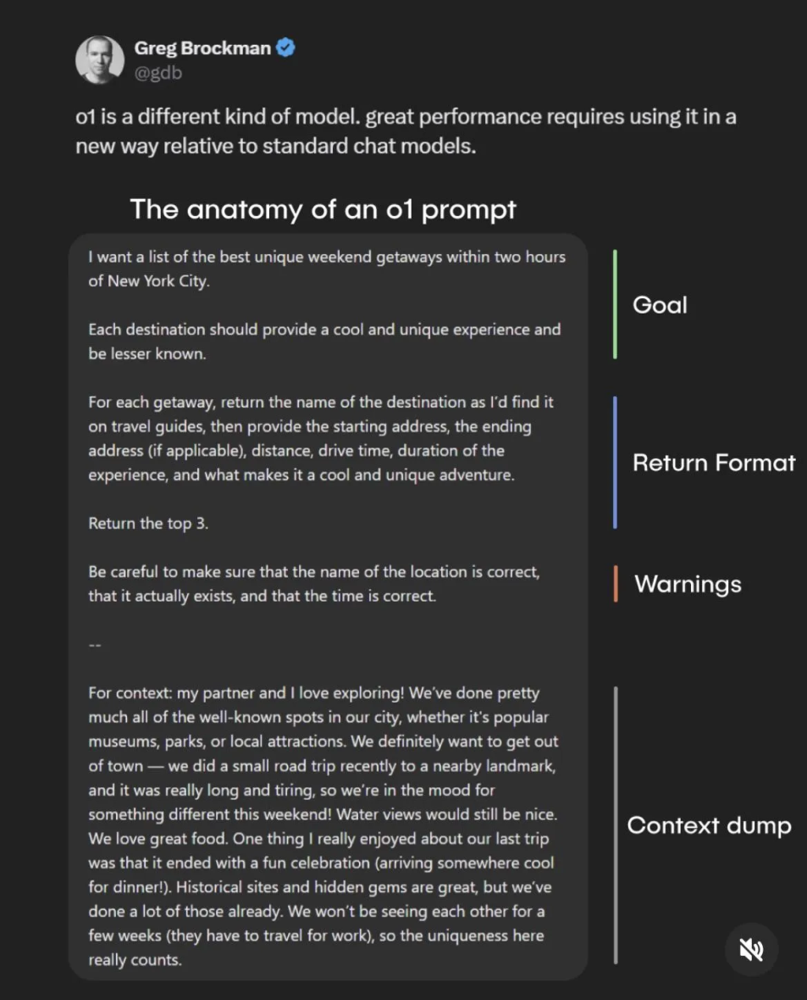 Greg Brockman
@gdb
o1 is a different kind of model. great performance requires using it in a
new way relative to standard chat models.
The anatomy of an o1 prompt
I want a list of the best unique weekend getaways within two hours
of New York City.
Each destination should provide a cool and unique experience and
be lesser known.
Goal
For each getaway, return the name of the destination as I'd find it
on travel guides, then provide the starting address, the ending
address (if applicable), distance, drive time, duration of the
experience, and what makes it a cool and unique adventure.
Return the top 3.
Return Format
Be careful to make sure that the name of the location is correct,
that it actually exists, and that the time is correct.
Warnings
--
For context: my partner and I love exploring! We've done pretty
much all of the well-known spots in our city, whether it's popular
museums, parks, or local attractions. We definitely want to get out
of town — we did a small road trip recently to a nearby landmark,
and it was really long and tiring, so we're in the mood for
something different this weekend! Water views would still be nice.
We love great food. One thing I really enjoyed about our last trip
was that it ended with a fun celebration (arriving somewhere cool
for dinner!). Historical sites and hidden gems are great, but we've
done a lot of those already. We won't be seeing each other for a
few weeks (they have to travel for work), so the uniqueness here
really counts.
Context dump